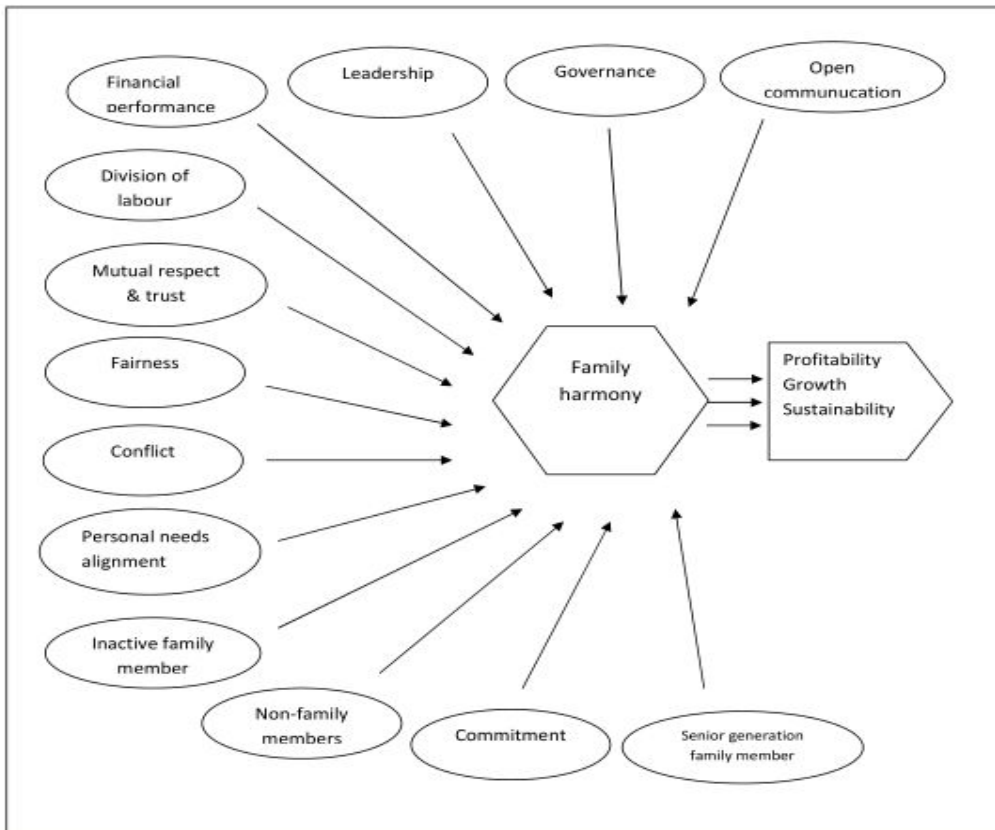 Financial
performance
Leadership
Governance
Open
communucation
Division of
labour
Mutual respect
& trust
Fairness
Conflict
Personal needs
alignment
Inactive family
member
Non-family
members
Commitment
Senior generation
family member
Family
harmony
Profitability
Growth
Sustainability